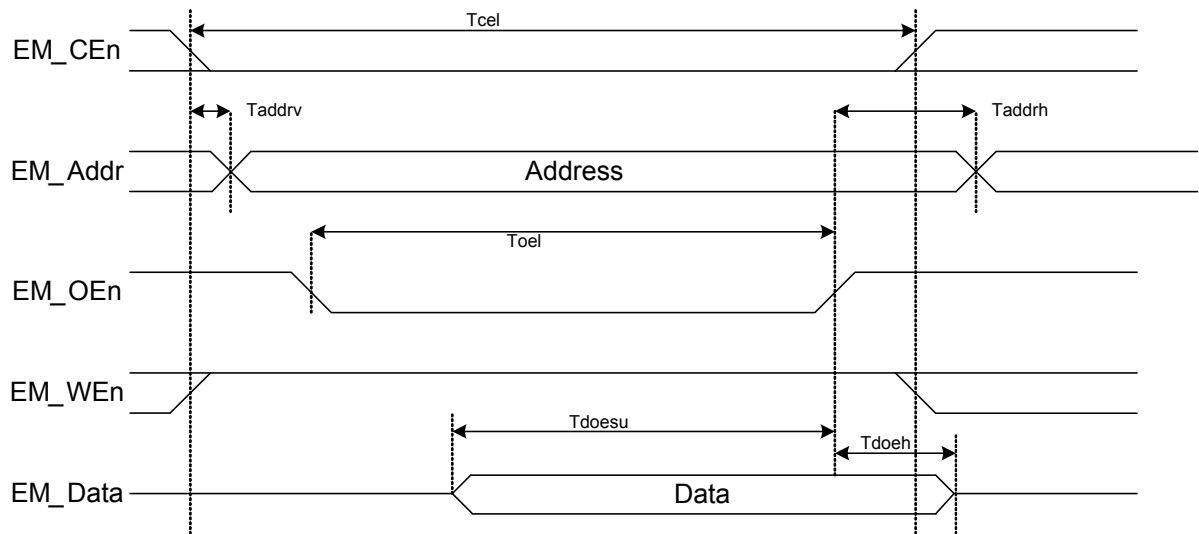 Tcel
EM_CEn
Taddrv
Taddrh
EM_Addr
Address
Toel
EM_OEn
EM_WEn
Tdoesu
Tdoeh
EM_Data
Data